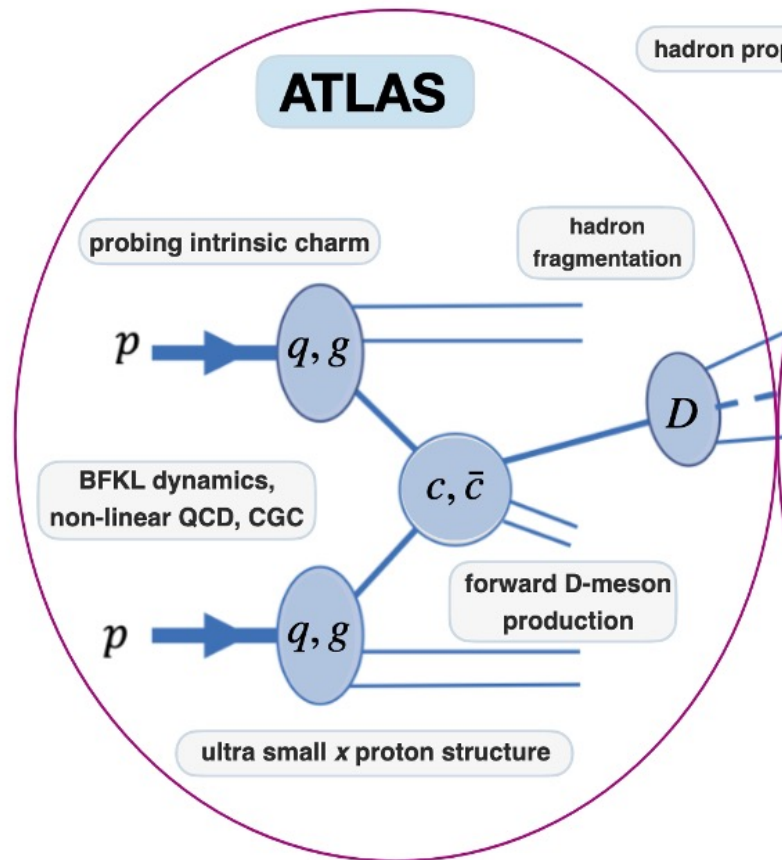 hadron
ATLAS
probing intrinsic charm
hadron
fragmentation
p
q, g
D
BFKL dynamics,
non-linear QCD, CGC
c, c̄
forward D-meson
production
p
q, g
ultra small x proton structure